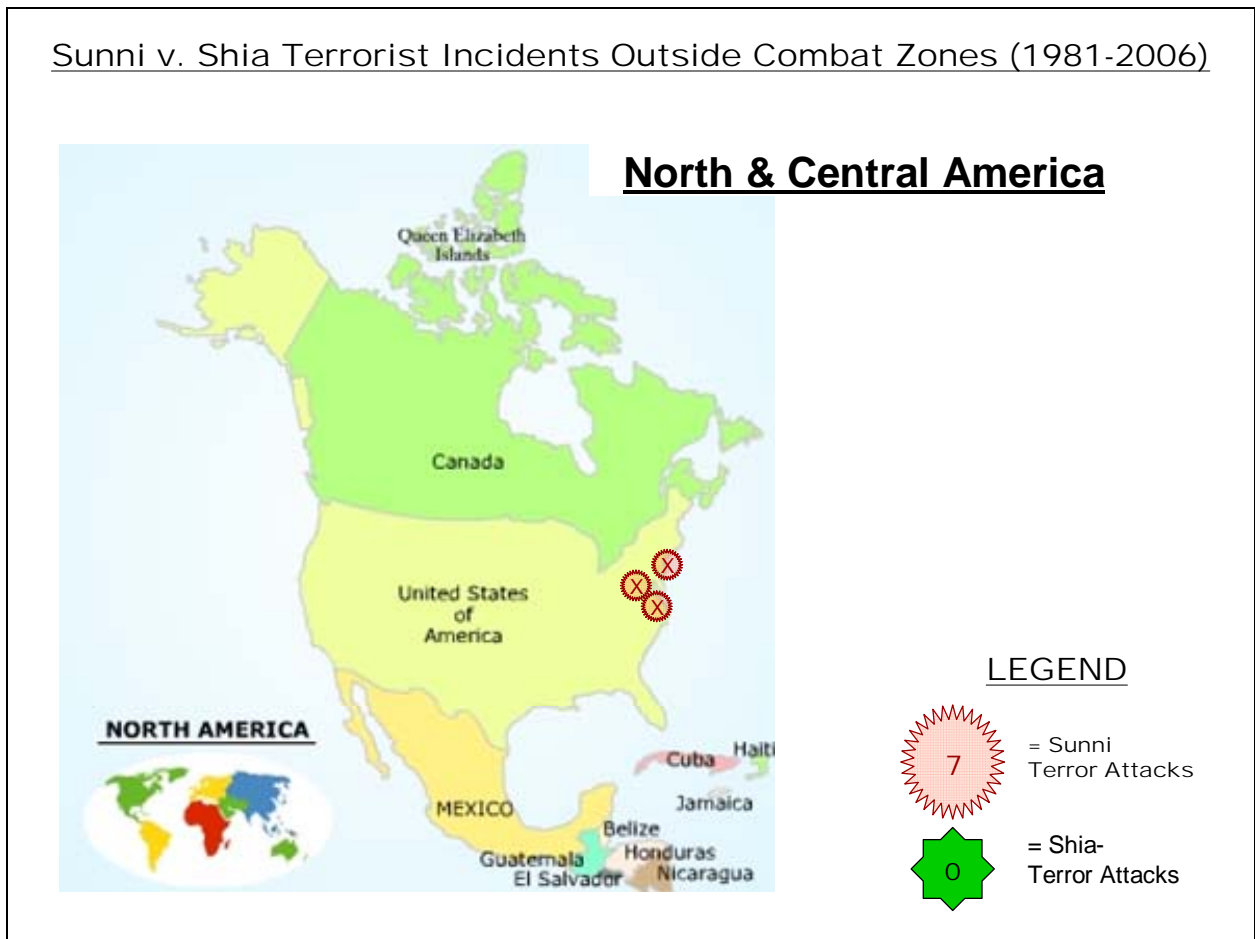 Sunni v. Shia Terrorist Incidents Outside Combat Zones (1981-2006)
North & Central America
Queen Elizabeth
Islands
Canada
United States
of
America
X
X
X
NORTH AMERICA
MEXICO
Cuba
Haiti
Jamaica
Belize
Guatemala
Honduras
El Salvador
Nicaragua
LEGEND
7
= Sunni
Terror Attacks
0
= Shia-
Terror Attacks